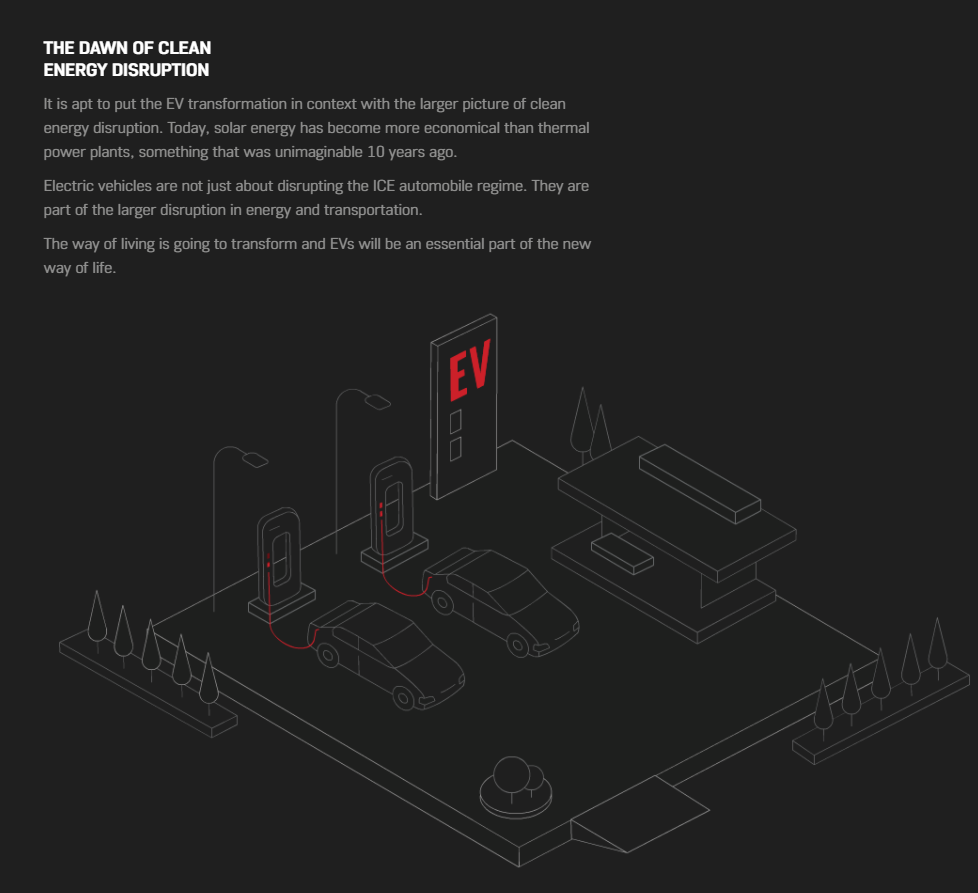 THE DAWN OF CLEAN
ENERGY DISRUPTION
It is apt to put the EV transformation in context with the larger picture of clean
energy disruption. Today, solar energy has become more economical than thermal
power plants, something that was unimaginable 10 years ago.
Electric vehicles are not just about disrupting the ICE automobile regime. They are
part of the larger disruption in energy and transportation.
The way of living is going to transform and EVs will be an essential part of the new
way of life.
EV